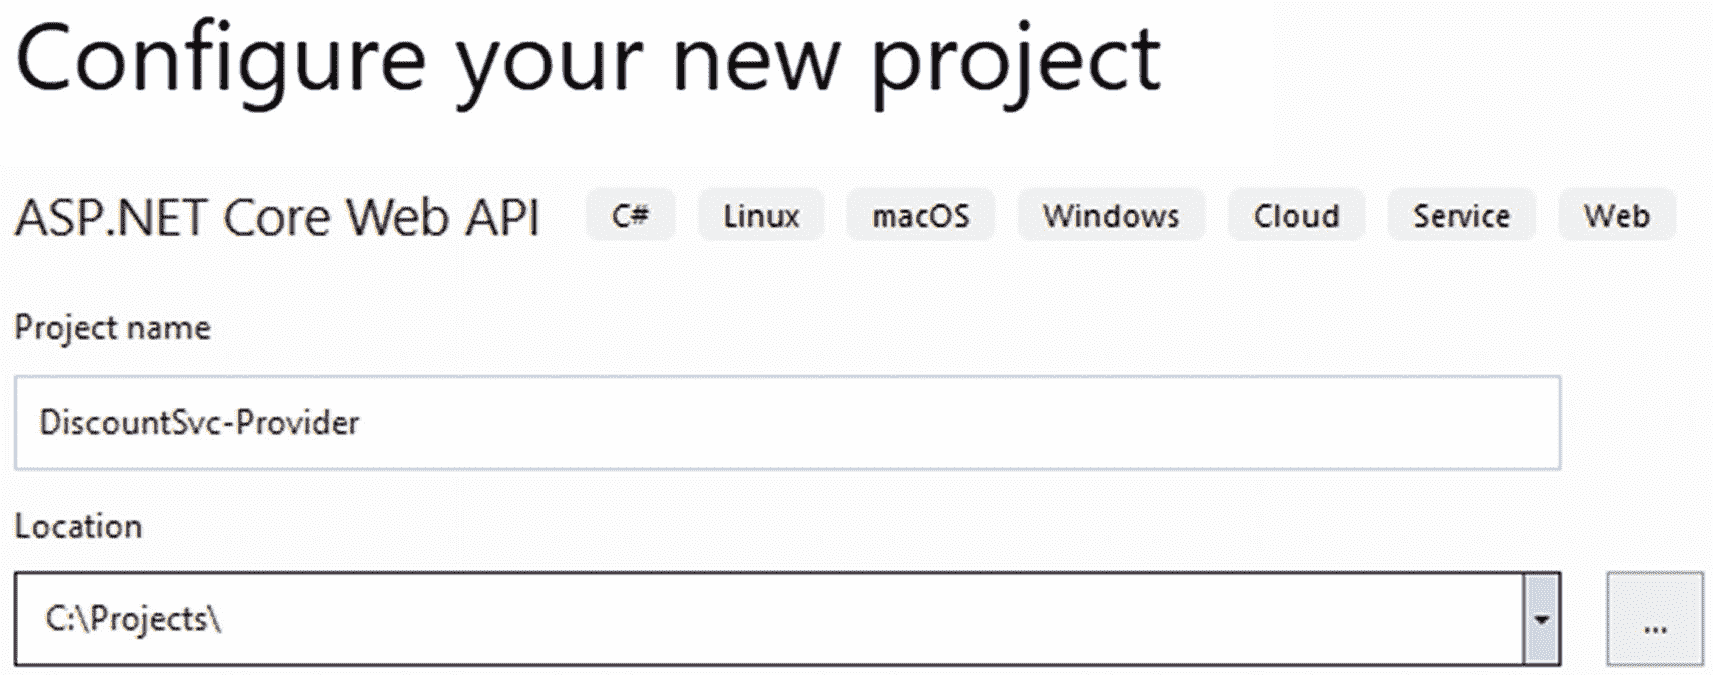 Configure your new project
ASP.NET Core Web API C# Linux macOS Windows Cloud Service Web
Project name
DiscountSvc-Provider
Location
C:\Projects\
...